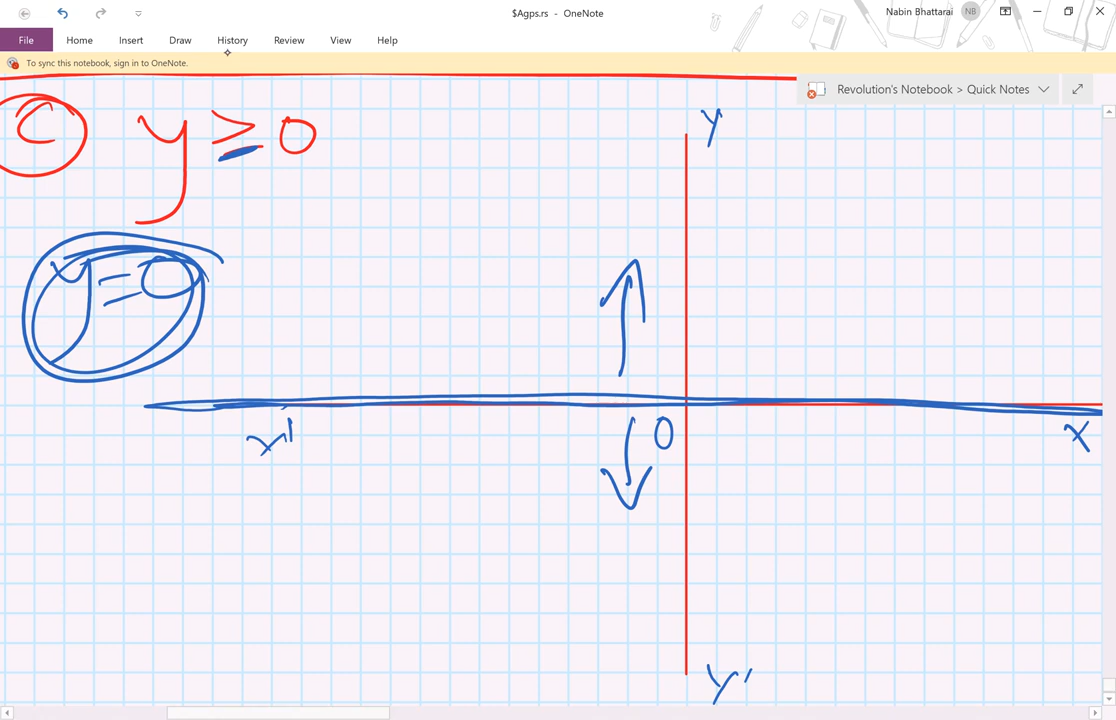 $Agps.rs - OneNote
Nabin Bhattarai NB
File Home Insert Draw History Review View Help
To sync this notebook, sign in to OneNote.
Revolution's Notebook > Quick Notes
C y ≥ 0
y
y = 0
x' 0 x
y'